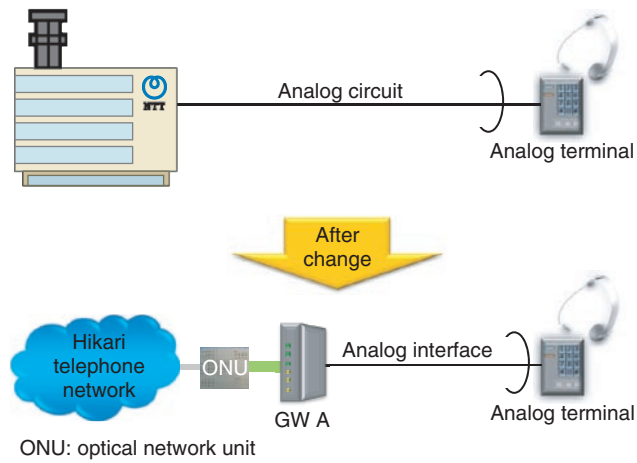 NTT
Analog circuit
Analog terminal
After
change
Hikari
telephone
network
ONU
Analog interface
GW A
Analog terminal
ONU: optical network unit